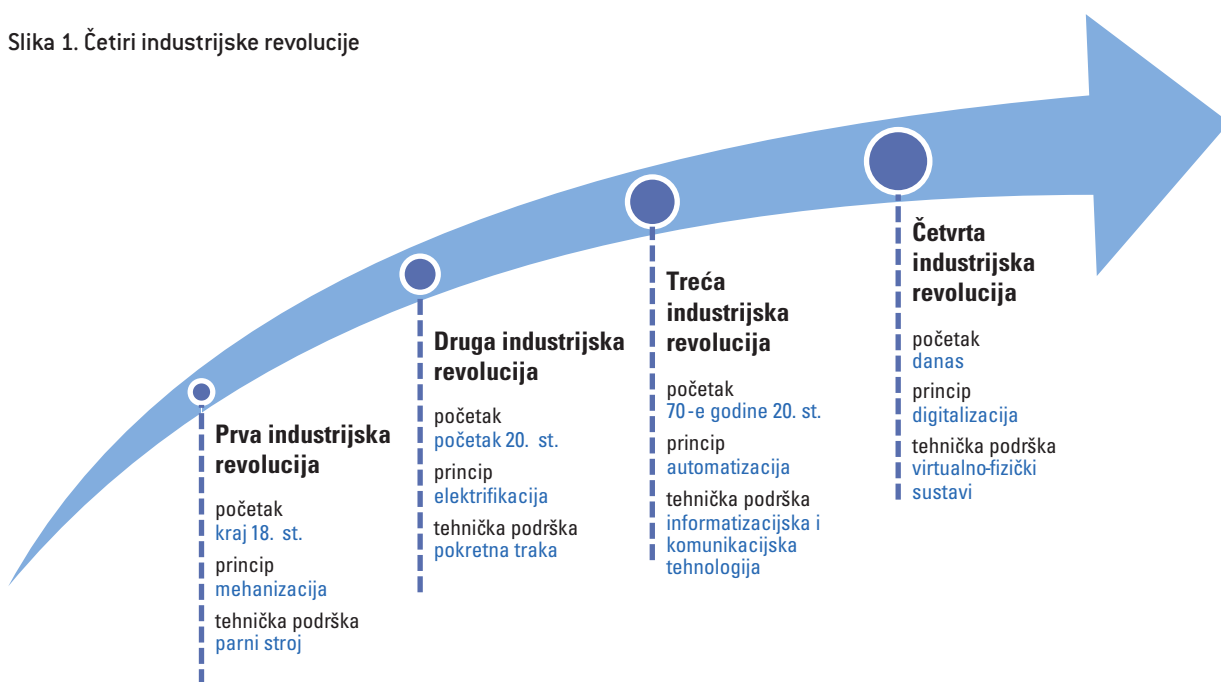 Slika 1. Četiri industrijske revolucije
Prva industrijska
revolucija
početak
kraj 18. st.
princip
mehanizacija
tehnička podrška
parni stroj
Druga industrijska
revolucija
početak
početak 20. st.
princip
elektrifikacija
tehnička podrška
pokretna traka
Treća
industrijska
revolucija
početak
70-e godine 20. st.
princip
automatizacija
tehnička podrška
informatizacijska i
komunikacijska
tehnologija
Četvrta
industrijska
revolucija
početak
danas
princip
digitalizacija
tehnička podrška
virtualno-fizički
sustavi